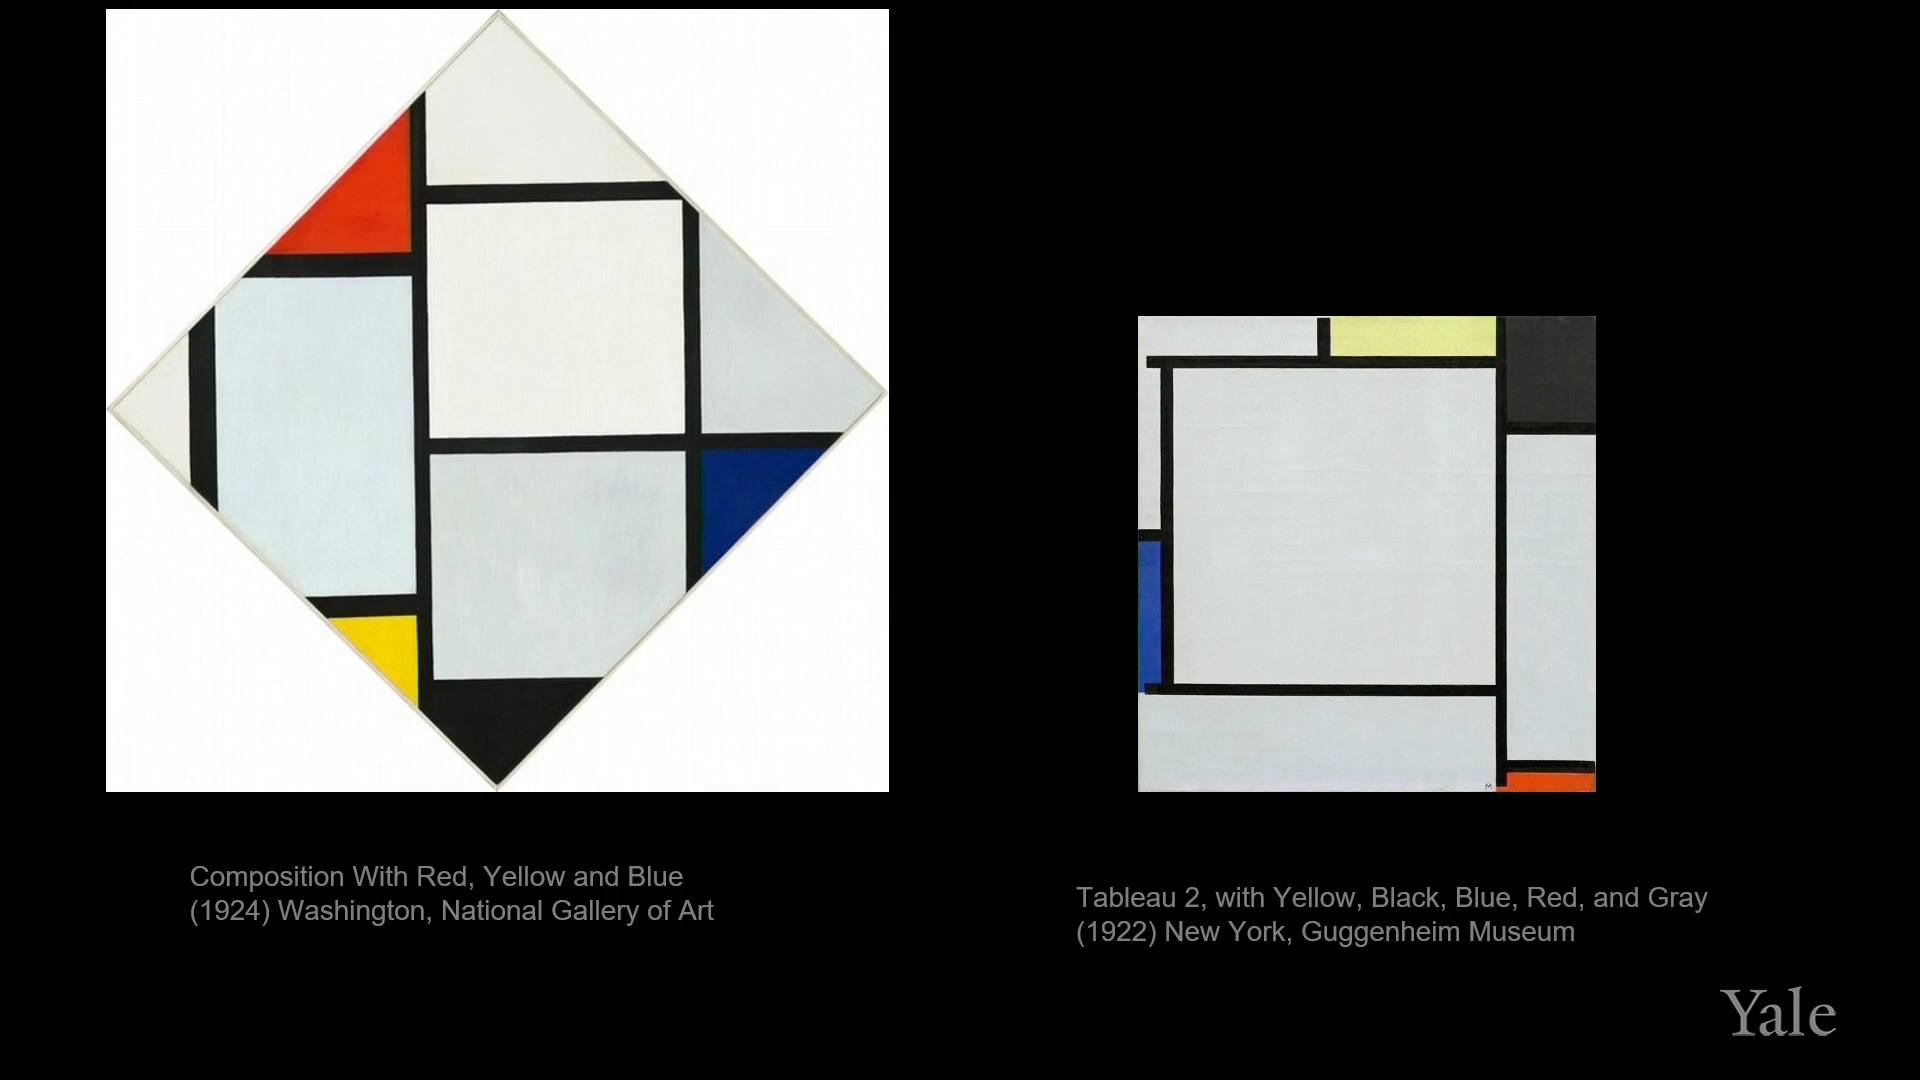 Composition With Red, Yellow and Blue
(1924) Washington, National Gallery of Art
Tableau 2, with Yellow, Black, Blue, Red, and Gray
(1922) New York, Guggenheim Museum
Yale